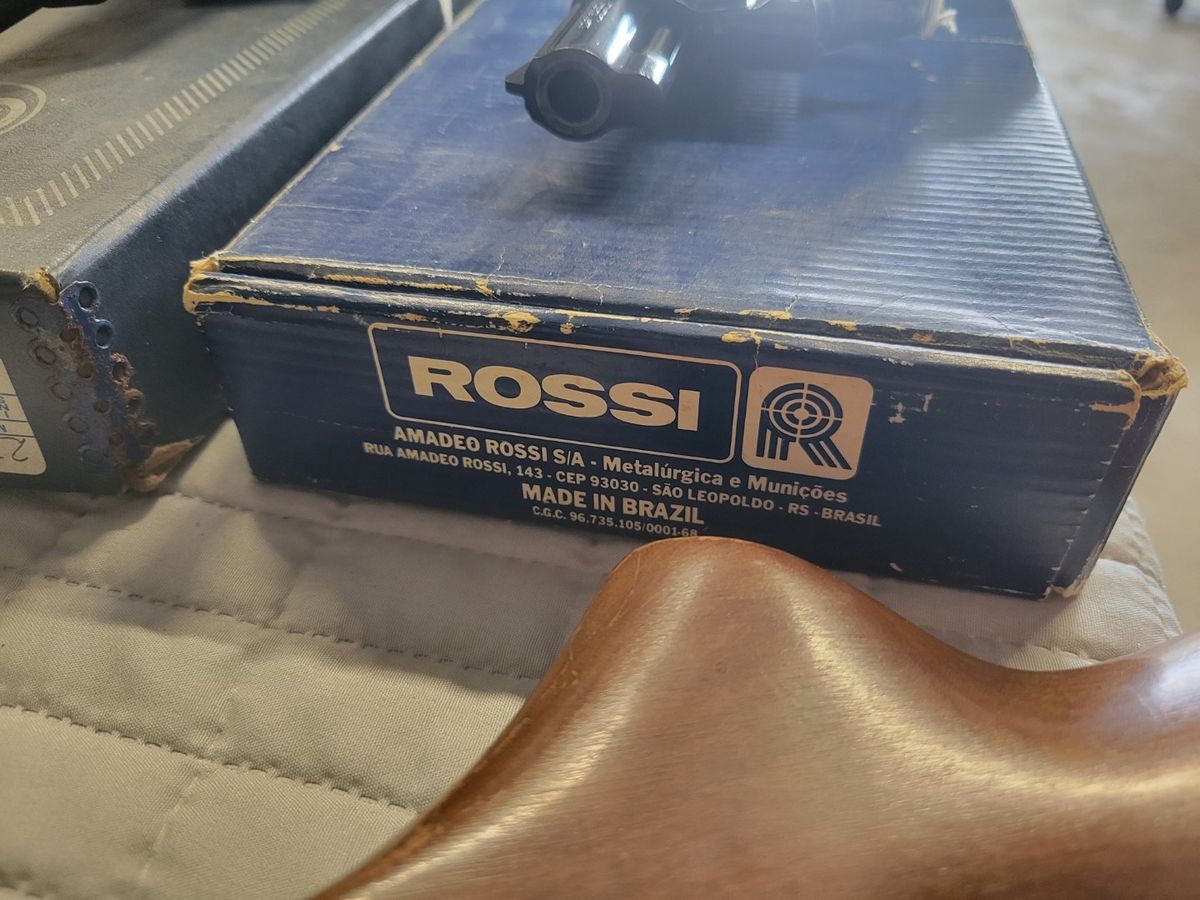 ROSSI
AMADEO ROSSI S/A - Metalúrgica e Munições
RUA AMADEO ROSSI, 143 - CEP 93030 - SÃO LEOPOLDO - RS - BRASIL
MADE IN BRAZIL
C.G.C. 96.735.105/0001-68